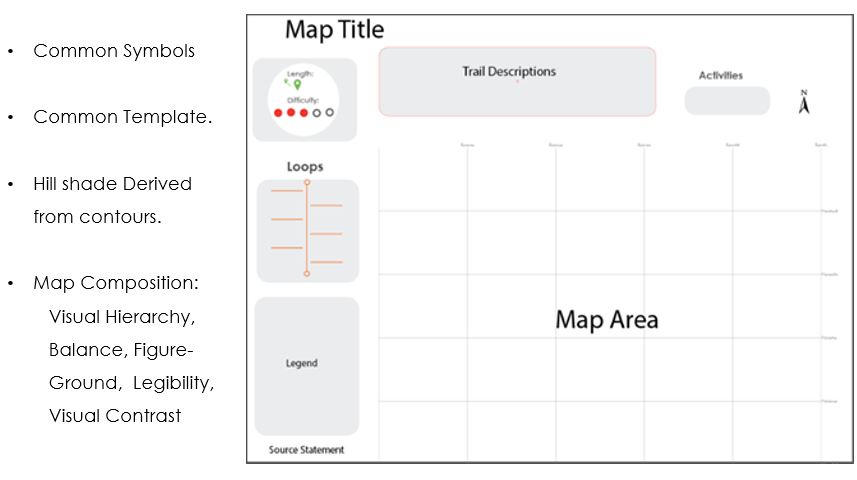 • Common Symbols
• Common Template.
• Hill shade Derived
from contours.
• Map Composition:
Visual Hierarchy,
Balance, Figure-
Ground, Legibility,
Visual Contrast
Map Title
Length:
Difficulty:
Trail Descriptions
Activities
N
Loops
Map Area
Legend
Source Statement